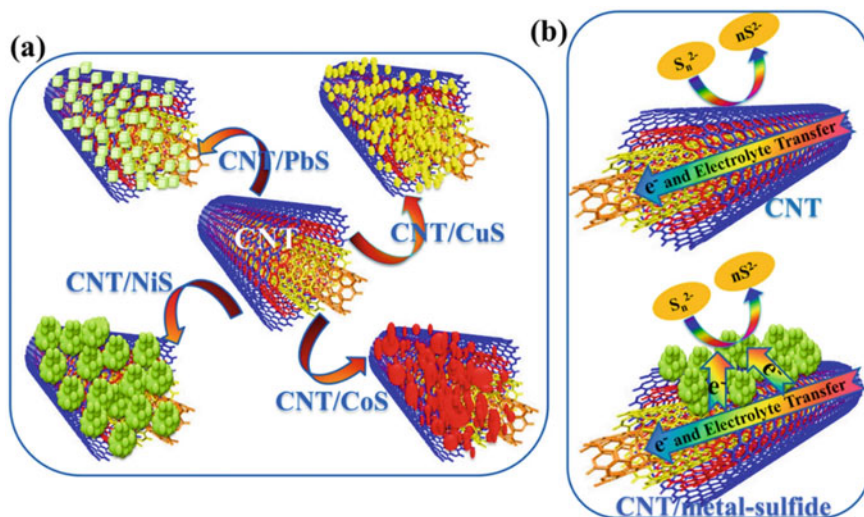 (a)
CNT/PbS
CNT
CNT/CuS
CNT/NiS
CNT/CoS
(b)
Sₙ²⁻
nS²⁻
e⁻ and Electrolyte Transfer
CNT
Sₙ²⁻
nS²⁻
e⁻
e⁻
e⁻ and Electrolyte Transfer
CNT/metal-sulfide